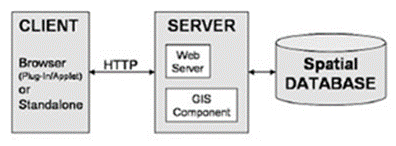 CLIENT
Browser
(Plug-In/Applet)
or
Standalone
HTTP
SERVER
Web
Server
GIS
Component
Spatial
DATABASE